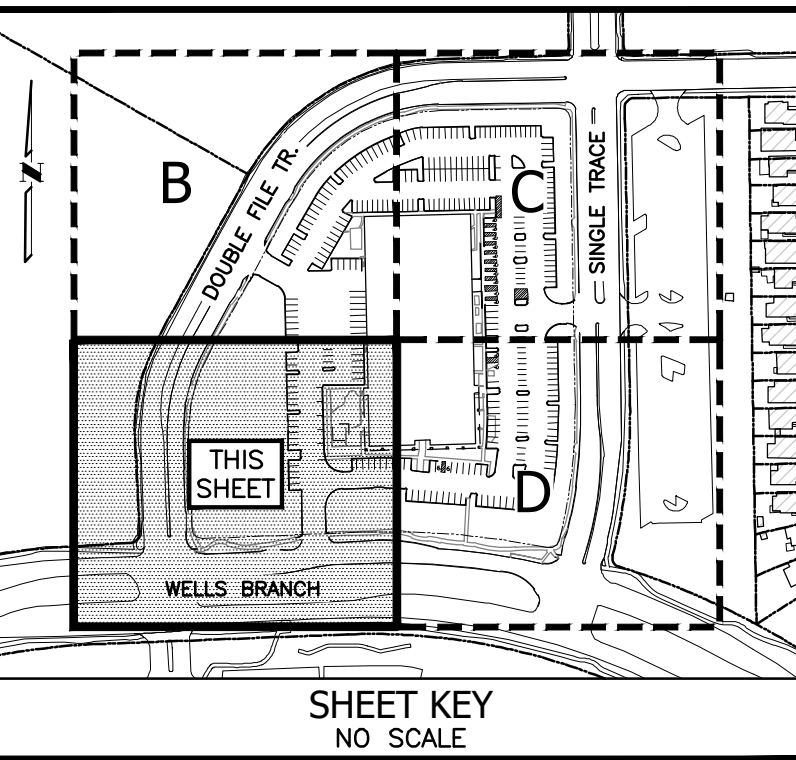 N
B
DOUBLE FILE TR.
C
SINGLE TRACE
THIS
SHEET
D
WELLS BRANCH
SHEET KEY
NO SCALE